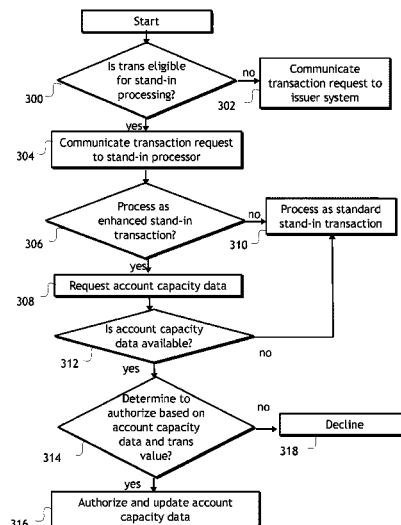 Start
Is trans eligible
for stand-in
processing?
300
no
Communicate
transaction request to
issuer system
302
yes
304
Communicate transaction request
to stand-in processor
Process as
enhanced stand-in
transaction?
306
no
Process as standard
stand-in transaction
310
yes
308
Request account capacity data
Is account capacity
data available?
312
no
yes
Determine to
authorize based on
account capacity
data and trans
value?
314
no
Decline
318
yes
Authorize and update account
capacity data
316